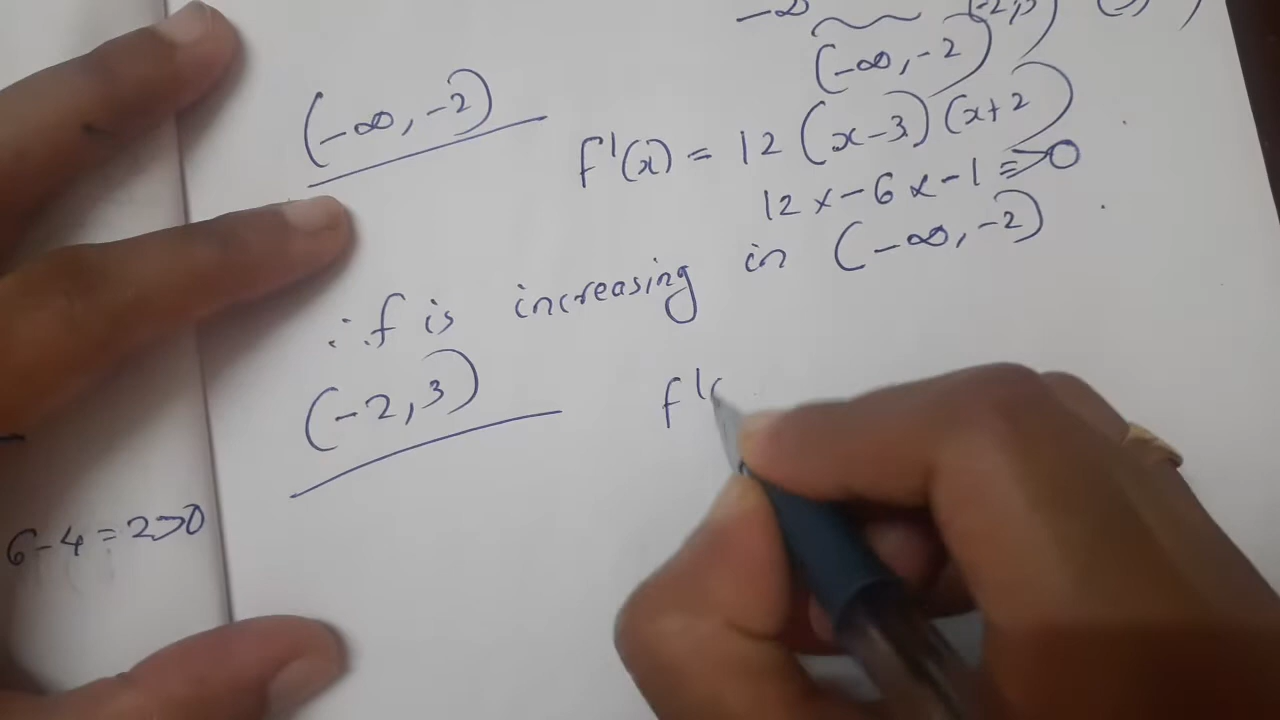 (-∞, -2)
(-∞, -2)
f'(x) = 12 (x-3) (x+2)
12 x -6 x -1 => >0
∴ f is increasing in (-∞, -2)
(-2, 3)
f'(
6-4 = 2>0